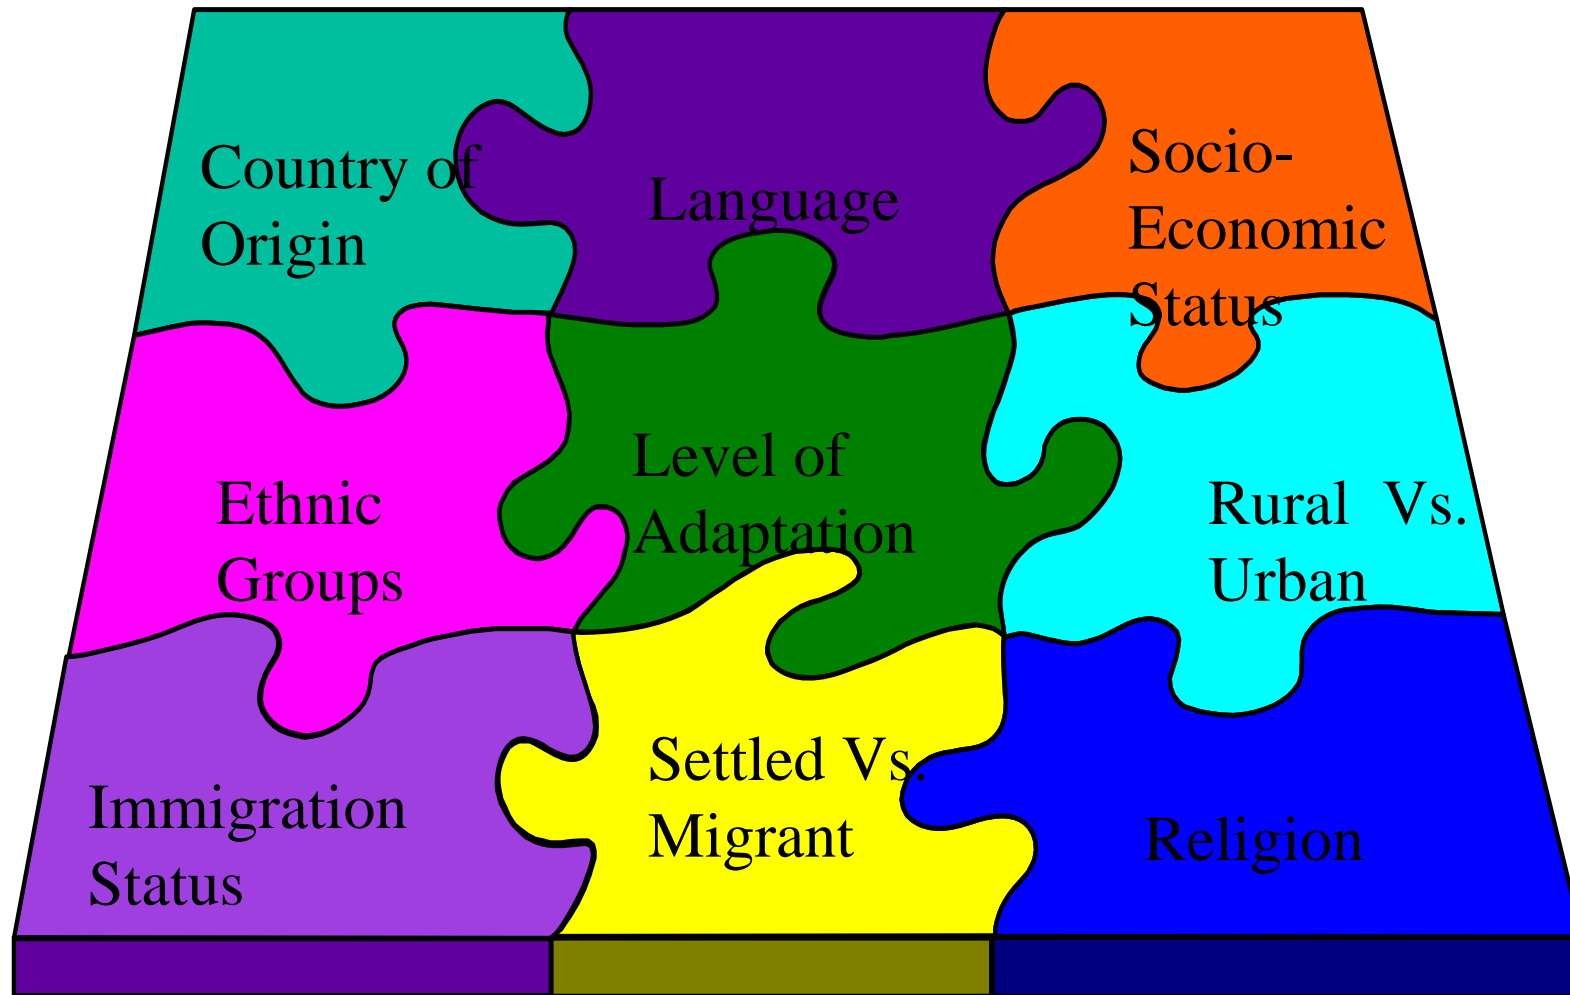 Country of
Origin
Language
Socio-
Economic
Status
Ethnic
Groups
Level of
Adaptation
Rural Vs.
Urban
Immigration
Status
Settled Vs.
Migrant
Religion